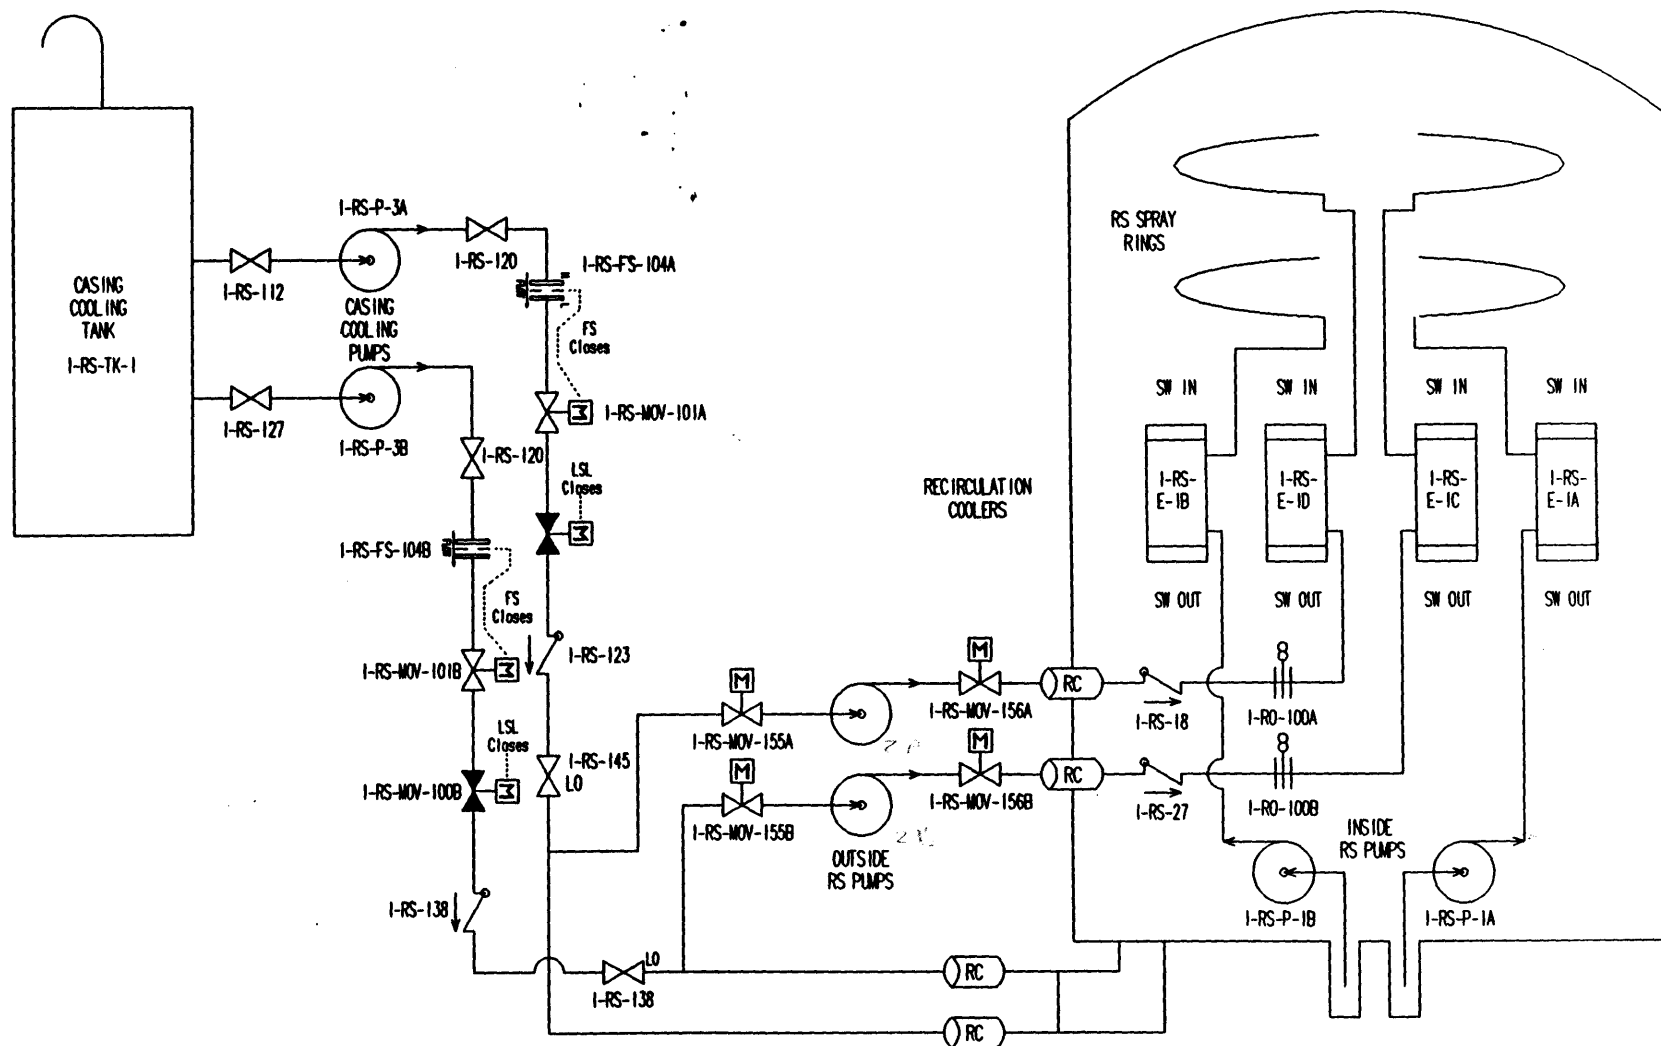 1-RS-P-3A
1-RS-120
1-RS-FS-104A
1-RS-112
CASING
COOLING
TANK
1-RS-TK-1
CASING
COOLING
PUMPS
FS
Closes
1-RS-MOV-101A
1-RS-127
1-RS-P-3B
1-RS-120
LSL
Closes
1-RS-FS-104B
FS
Closes
1-RS-MOV-101B
1-RS-123
LSL
Closes
1-RS-MOV-100B
1-RS-145
LO
1-RS-138
LO
1-RS-138
M
1-RS-MOV-155A
M
1-RS-MOV-155B
M
1-RS-MOV-156A
M
1-RS-MOV-156B
OUTSIDE
RS PUMPS
RC
RC
RC
RC
RECIRCULATION
COOLERS
RS SPRAY
RINGS
SW IN
SW IN
SW IN
SW IN
1-RS-
E-1B
1-RS-
E-1D
1-RS-
E-1C
1-RS-
E-1A
SW OUT
SW OUT
SW OUT
SW OUT
1-RS-18
1-RO-100A
1-RS-27
1-RO-100B
INSIDE
RS PUMPS
1-RS-P-1B
1-RS-P-1A